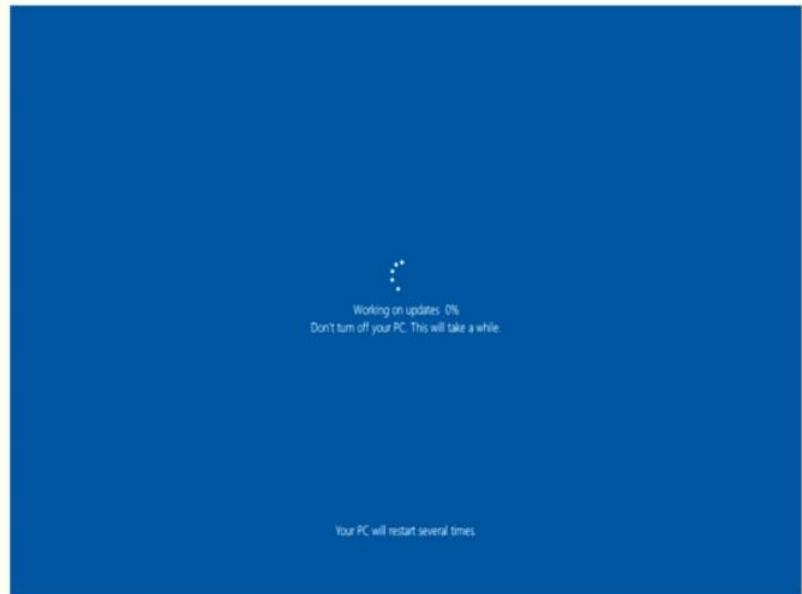 Working on updates 0%
Don't turn off your PC. This will take a while.
Your PC will restart several times.